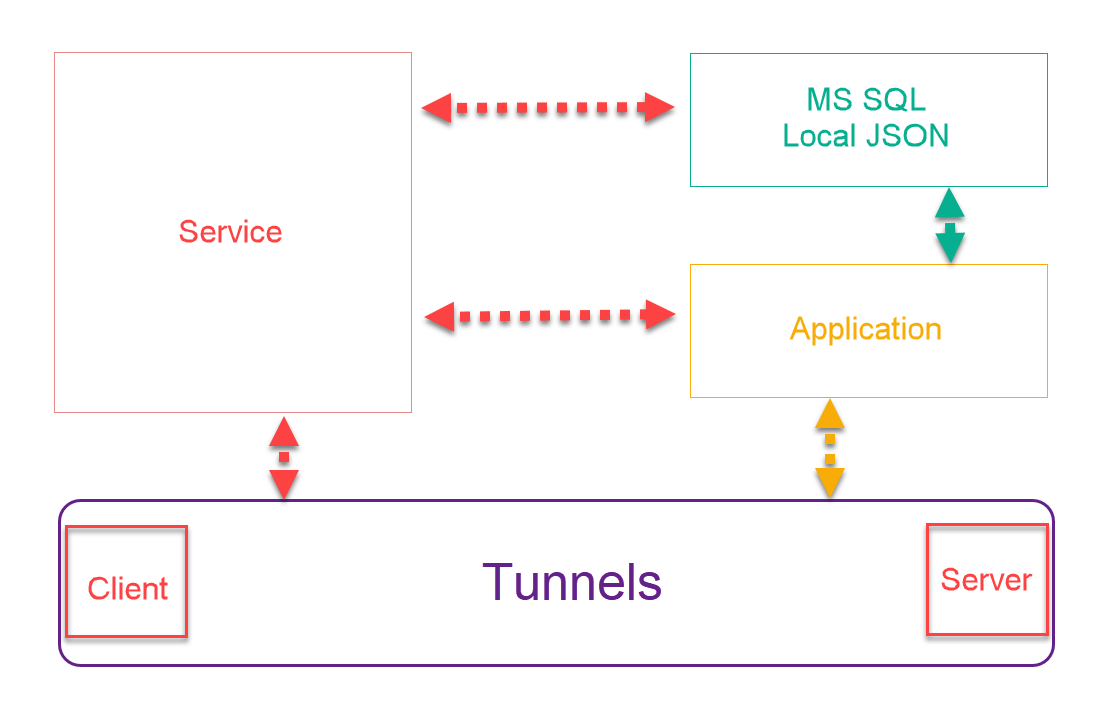 MS SQL
Local JSON
Service
Application
Client
Tunnels
Server